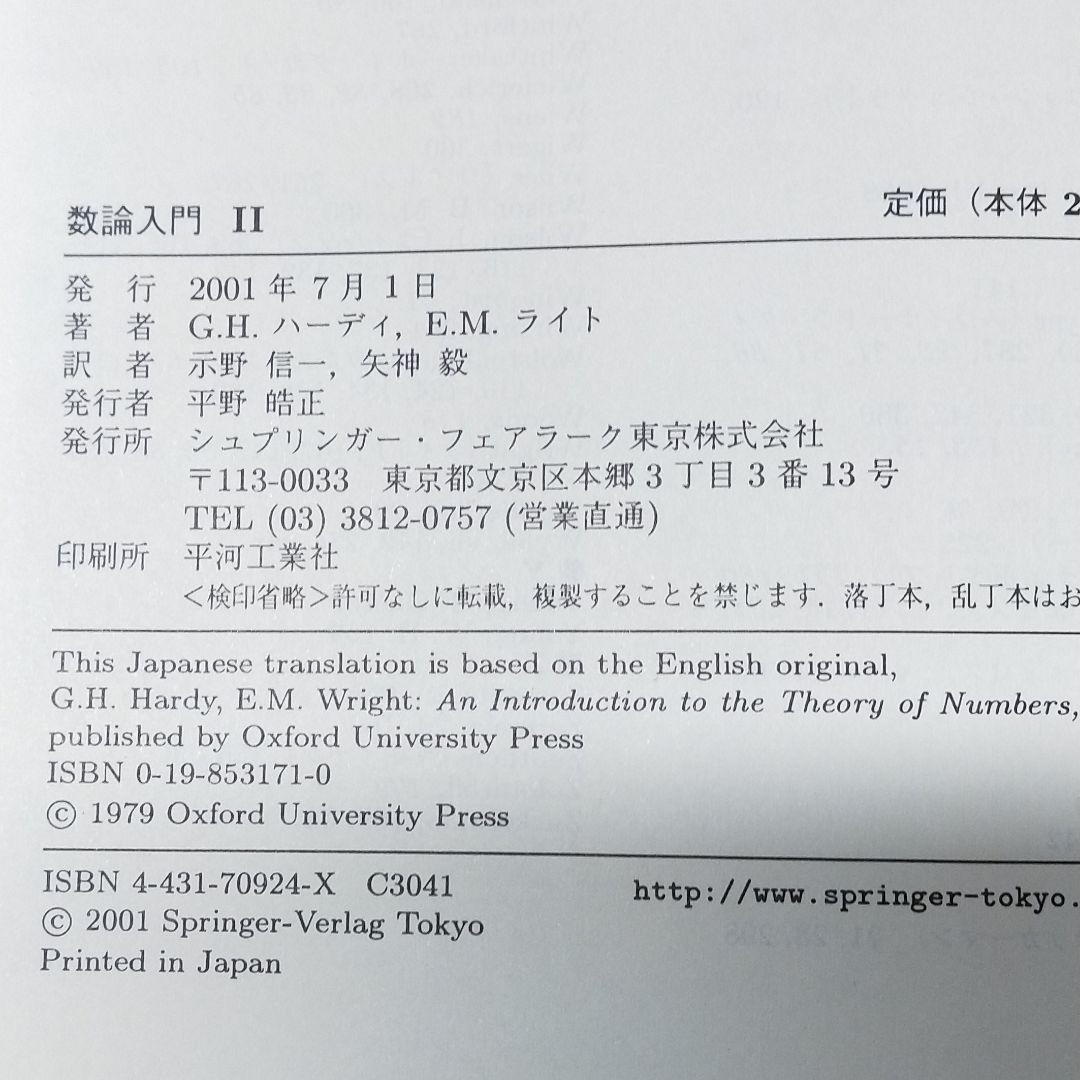 数論入門 II
定価（本体 2
発 行 2001 年 7 月 1 日
著 者 G.H. ハーディ, E.M. ライト
訳 者 示野 信一, 矢神 毅
発行者 平野 皓正
発行所 シュプリンガー・フェアラーク東京株式会社
〒113-0033 東京都文京区本郷 3 丁目 3 番 13 号
TEL (03) 3812-0757 (営業直通)
印刷所 平河工業社
<検印省略>許可なしに転載, 複製することを禁じます. 落丁本, 乱丁本はお
This Japanese translation is based on the English original,
G.H. Hardy, E.M. Wright: An Introduction to the Theory of Numbers,
published by Oxford University Press
ISBN 0-19-853171-0
© 1979 Oxford University Press
ISBN 4-431-70924-X C3041
http://www.springer-tokyo.
© 2001 Springer-Verlag Tokyo
Printed in Japan